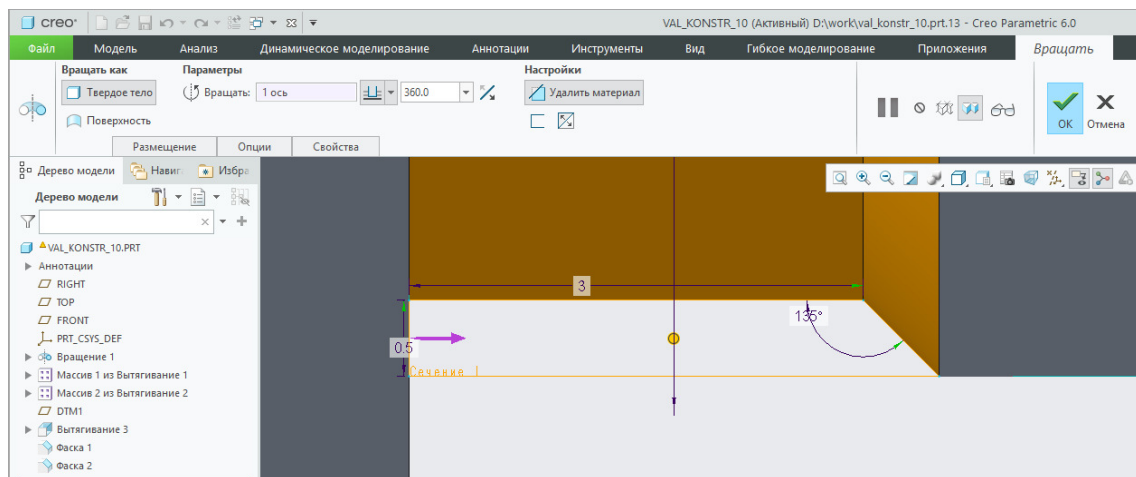 creo® VAL_KONSTR_10 (Активный) D:\work\val_konstr_10.prt.13 - Creo Parametric 6.0
Файл Модель Анализ Динамическое моделирование Аннотации Инструменты Вид Гибкое моделирование Приложения Вращать
Вращать как Параметры Настройки
Твердое тело Вращать: 1 ось 360.0 Удалить материал
Поверхность
OK Отмена
Размещение Опции Свойства
Дерево модели Навиг Избра
Дерево модели
VAL_KONSTR_10.PRT
Аннотации
RIGHT
TOP
FRONT
PRT_CSYS_DEF
Вращение 1
Массив 1 из Вытягивание 1
Массив 2 из Вытягивание 2
DTM1
Вытягивание 3
Фаска 1
Фаска 2
3
135°
0.5
Сечение 1